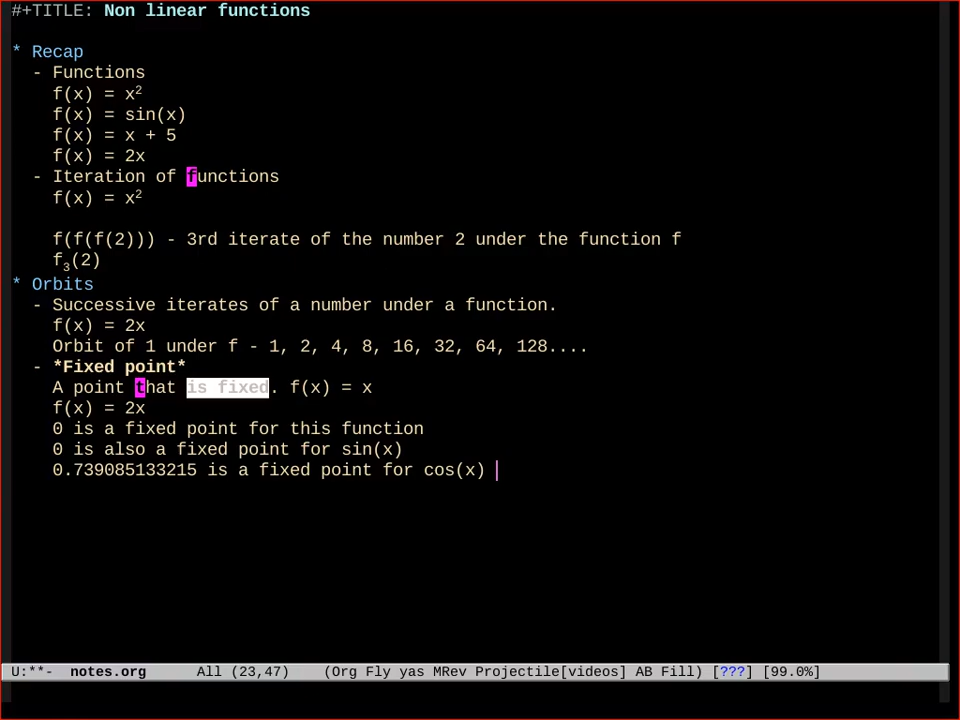 #+TITLE: Non linear functions
* Recap
- Functions
f(x) = x²
f(x) = sin(x)
f(x) = x + 5
f(x) = 2x
- Iteration of functions
f(x) = x²
f(f(f(2))) - 3rd iterate of the number 2 under the function f
f₃(2)
* Orbits
- Successive iterates of a number under a function.
f(x) = 2x
Orbit of 1 under f - 1, 2, 4, 8, 16, 32, 64, 128....
- *Fixed point*
A point that is fixed. f(x) = x
f(x) = 2x
0 is a fixed point for this function
0 is also a fixed point for sin(x)
0.739085133215 is a fixed point for cos(x)
U:**- notes.org All (23,47) (Org Fly yas MRev Projectile[videos] AB Fill) [???] [99.0%]